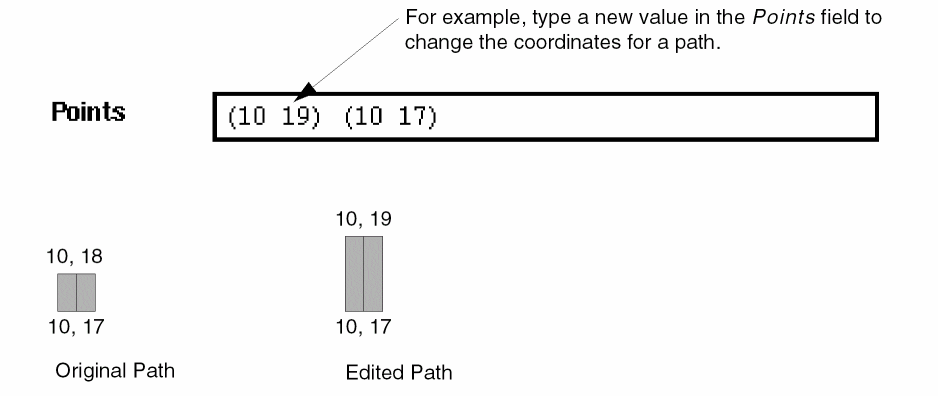 For example, type a new value in the Points field to
change the coordinates for a path.
Points
(10 19) (10 17)
10, 19
10, 18
10, 17
10, 17
Original Path
Edited Path